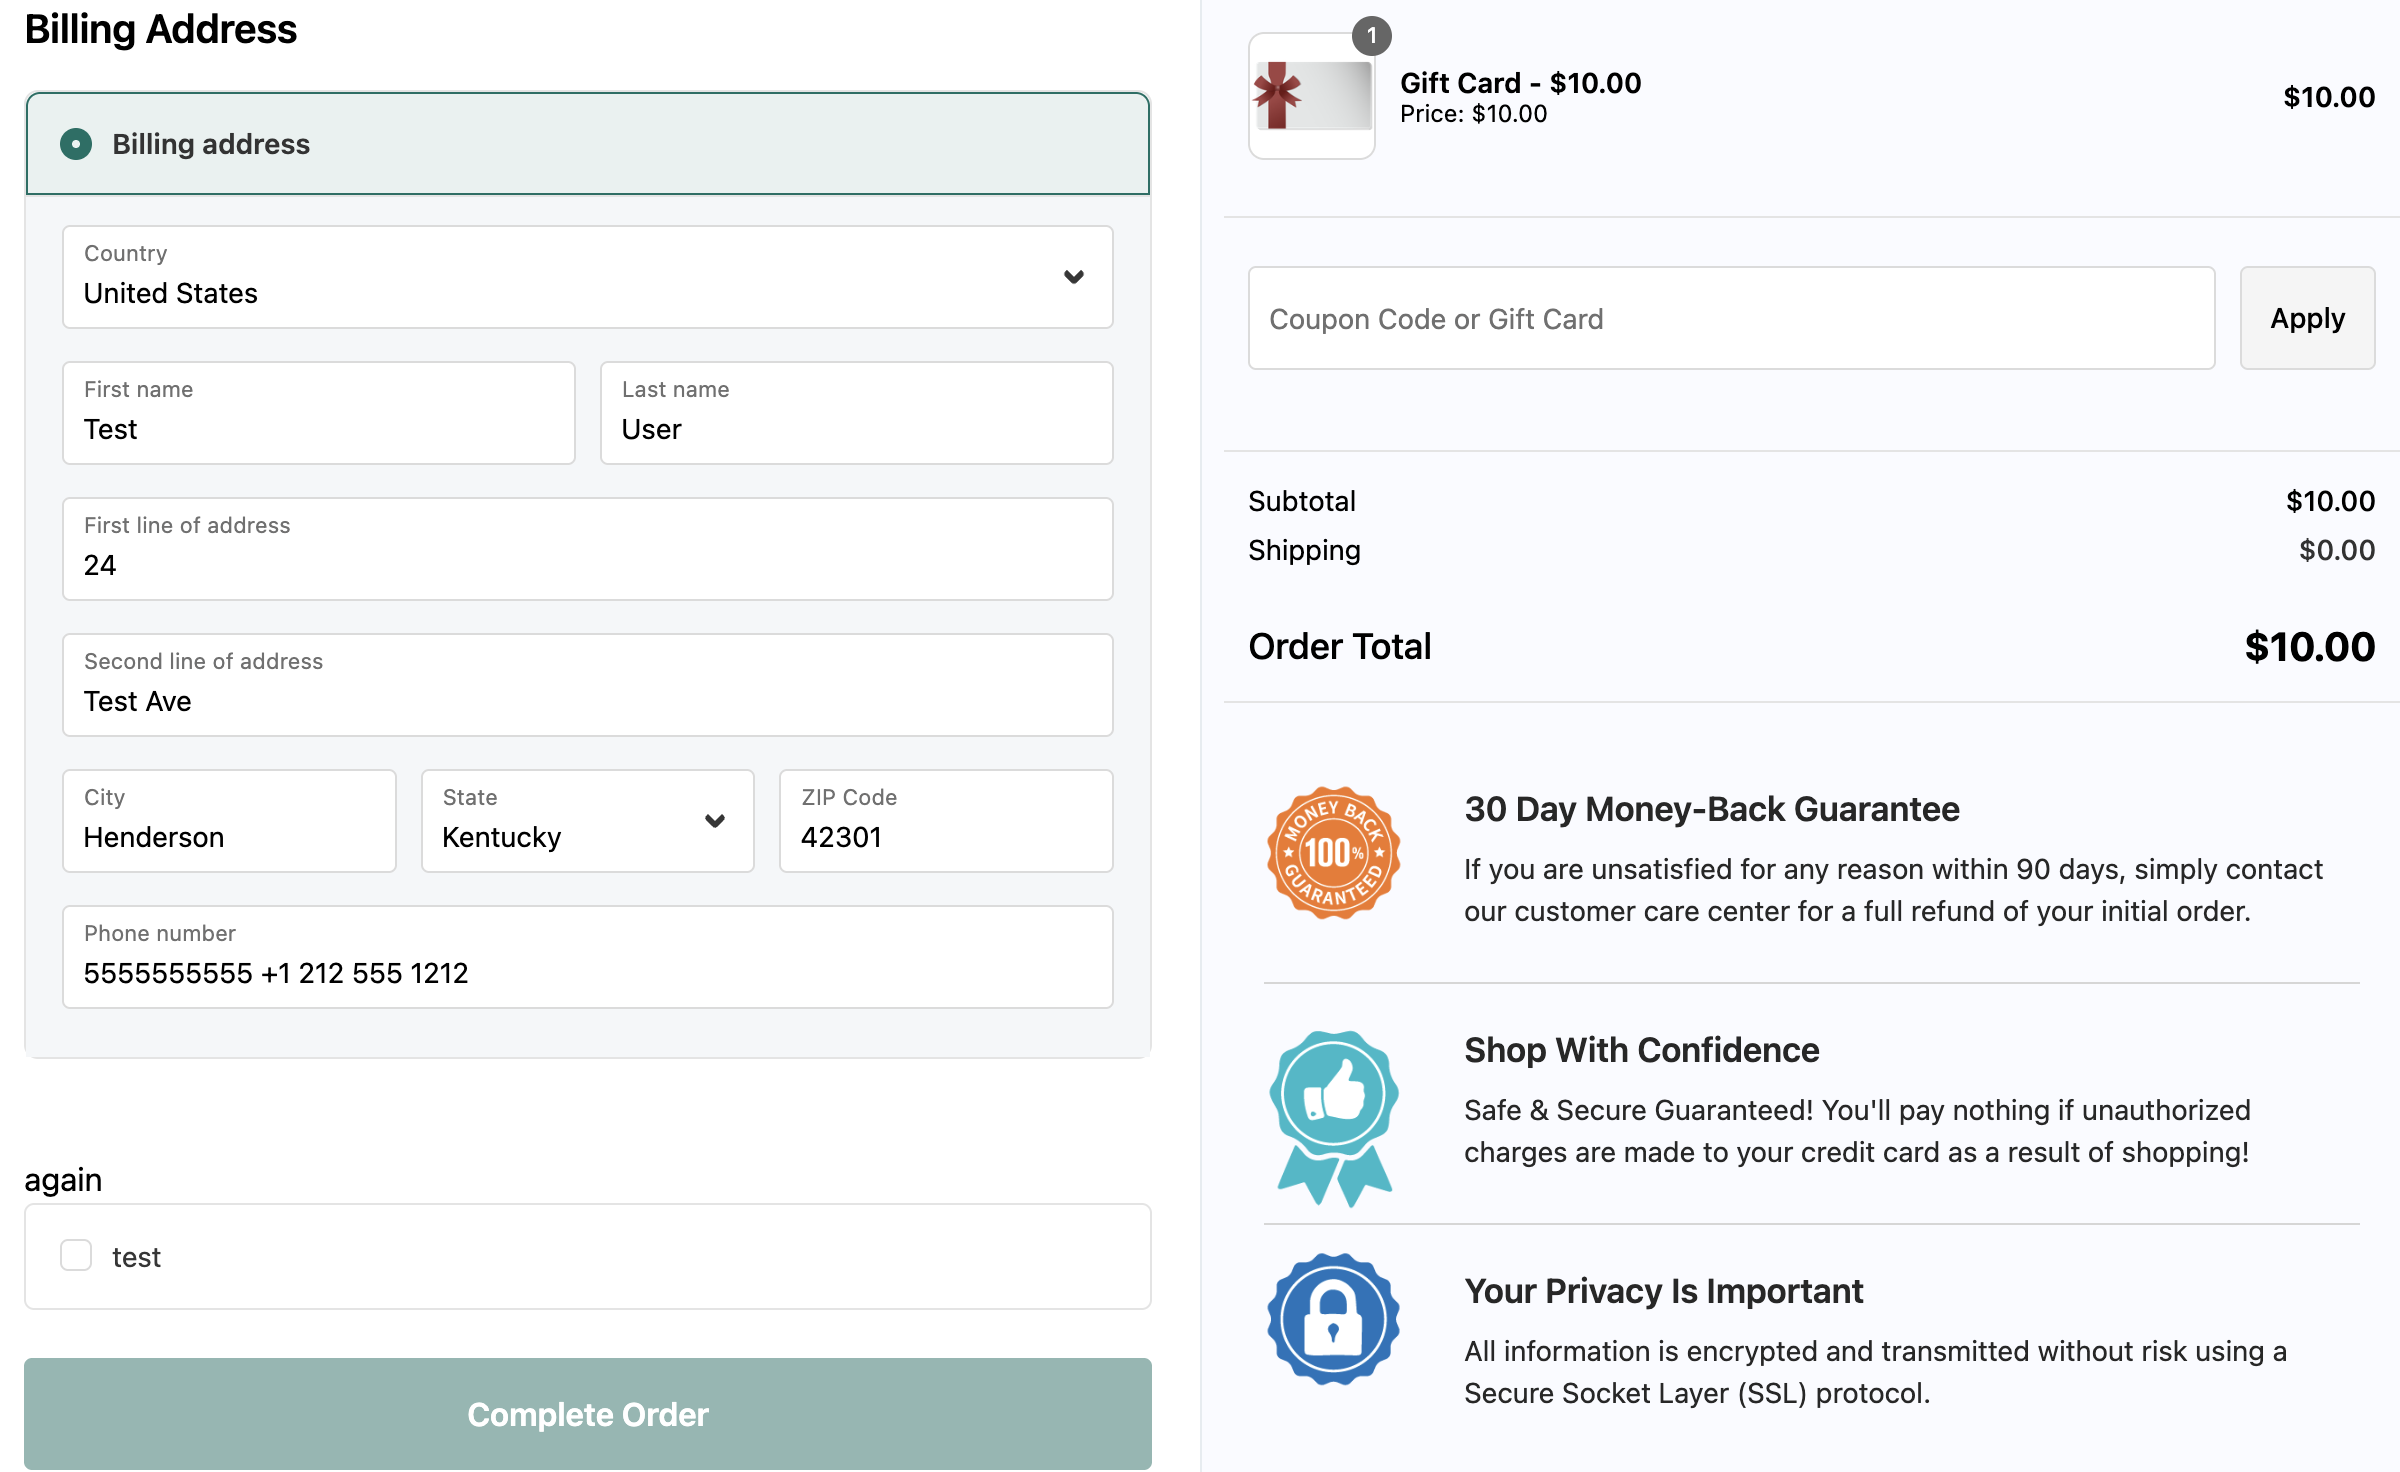 Billing Address
Billing address
Country
United States
First name
Test
Last name
User
First line of address
24
Second line of address
Test Ave
City
Henderson
State
Kentucky
ZIP Code
42301
Phone number
5555555555 +1 212 555 1212
again
test
Complete Order
1
Gift Card - $10.00
Price: $10.00
$10.00
Coupon Code or Gift Card
Apply
Subtotal
$10.00
Shipping
$0.00
Order Total
$10.00
MONEY BACK
100%
GUARANTEED
30 Day Money-Back Guarantee
If you are unsatisfied for any reason within 90 days, simply contact
our customer care center for a full refund of your initial order.
Shop With Confidence
Safe & Secure Guaranteed! You'll pay nothing if unauthorized
charges are made to your credit card as a result of shopping!
Your Privacy Is Important
All information is encrypted and transmitted without risk using a
Secure Socket Layer (SSL) protocol.